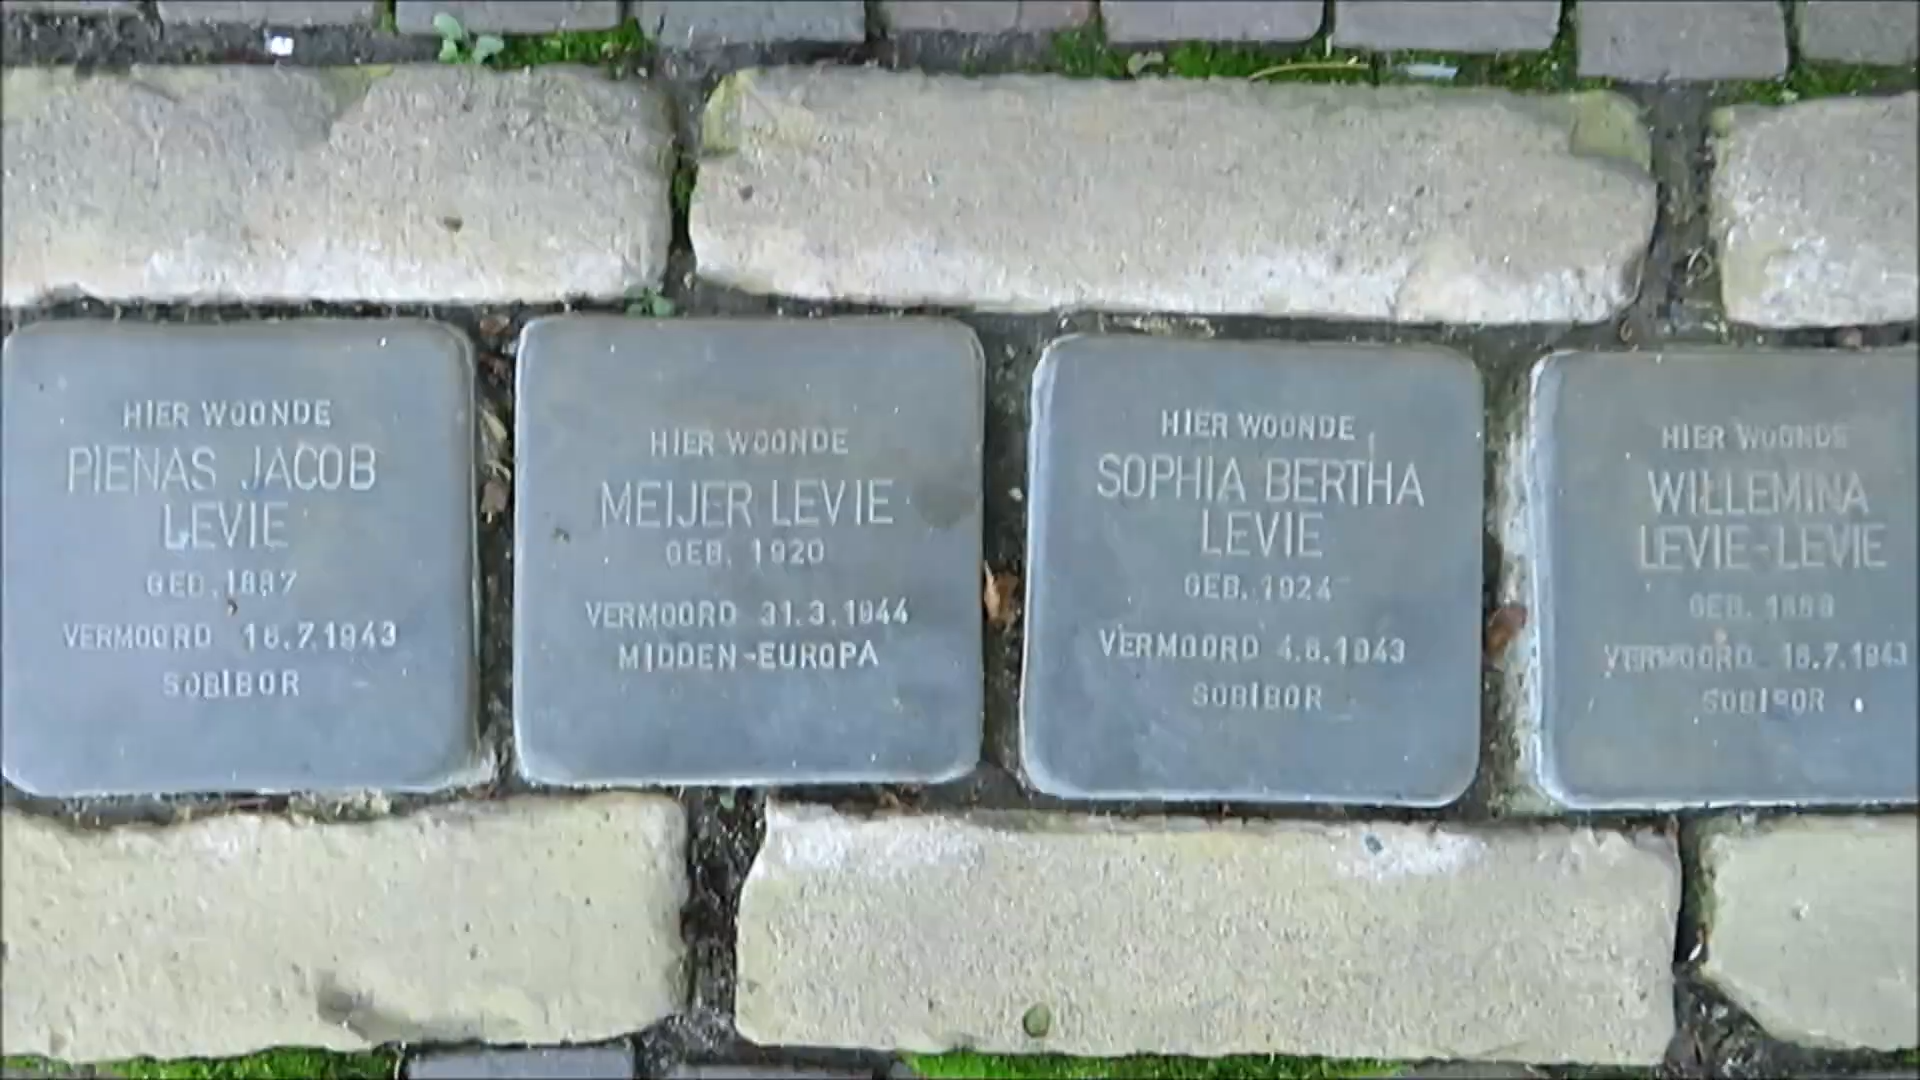 HIER WOONDE
PIENAS JACOB
LEVIE
GEB. 1887
VERMOORD 16.7.1943
SOBIBOR
HIER WOONDE
MEIJER LEVIE
GEB. 1920
VERMOORD 31.3.1944
MIDDEN-EUROPA
HIER WOONDE
SOPHIA BERTHA
LEVIE
GEB. 1924
VERMOORD 4.6.1943
SOBIBOR
HIER WOONDE
WILLEMINA
LEVIE-LEVIE
GEB.
VERMOORD 16.7.1943
SOBIBOR